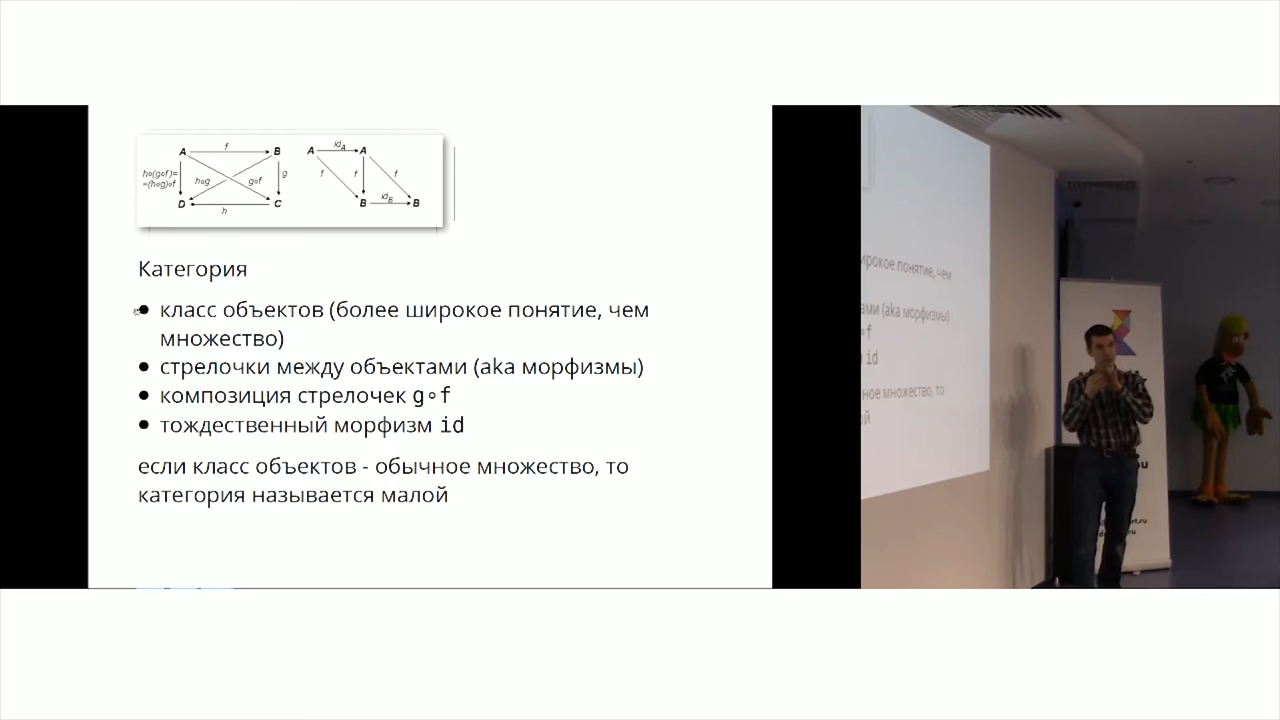 A f B id_A A
A
h∘(g∘f)=
=(h∘g)∘f
h∘g g∘f g f f f
D h C B id_B B
Категория
● класс объектов (более широкое понятие, чем
множество)
● стрелочки между объектами (aka морфизмы)
● композиция стрелочек g∘f
● тождественный морфизм id
если класс объектов - обычное множество, то
категория называется малой
ирокое понятие, чем
ами (aka морфизмы)
∘f
id
ное множество, то
ой